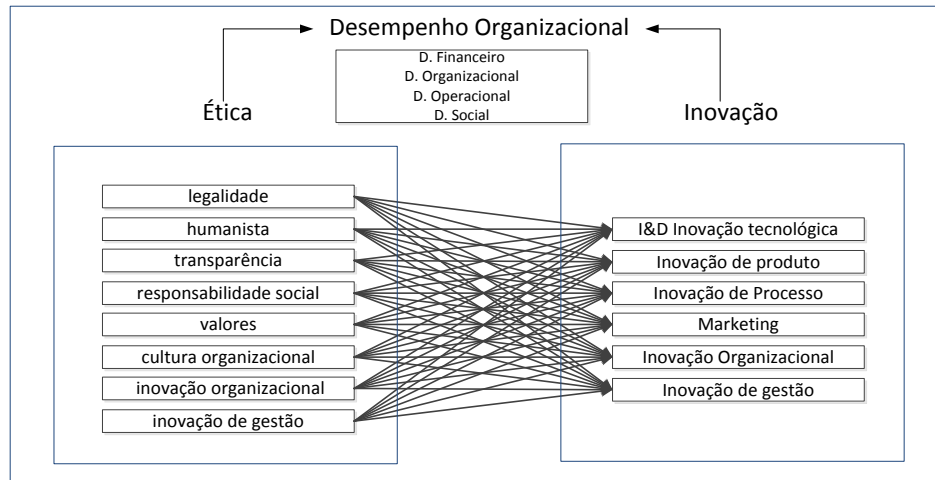 Desempenho Organizacional
D. Financeiro
D. Organizacional
D. Operacional
D. Social
Ética
Inovação
legalidade
humanista
transparência
responsabilidade social
valores
cultura organizacional
inovação organizacional
inovação de gestão
I&D Inovação tecnológica
Inovação de produto
Inovação de Processo
Marketing
Inovação Organizacional
Inovação de gestão